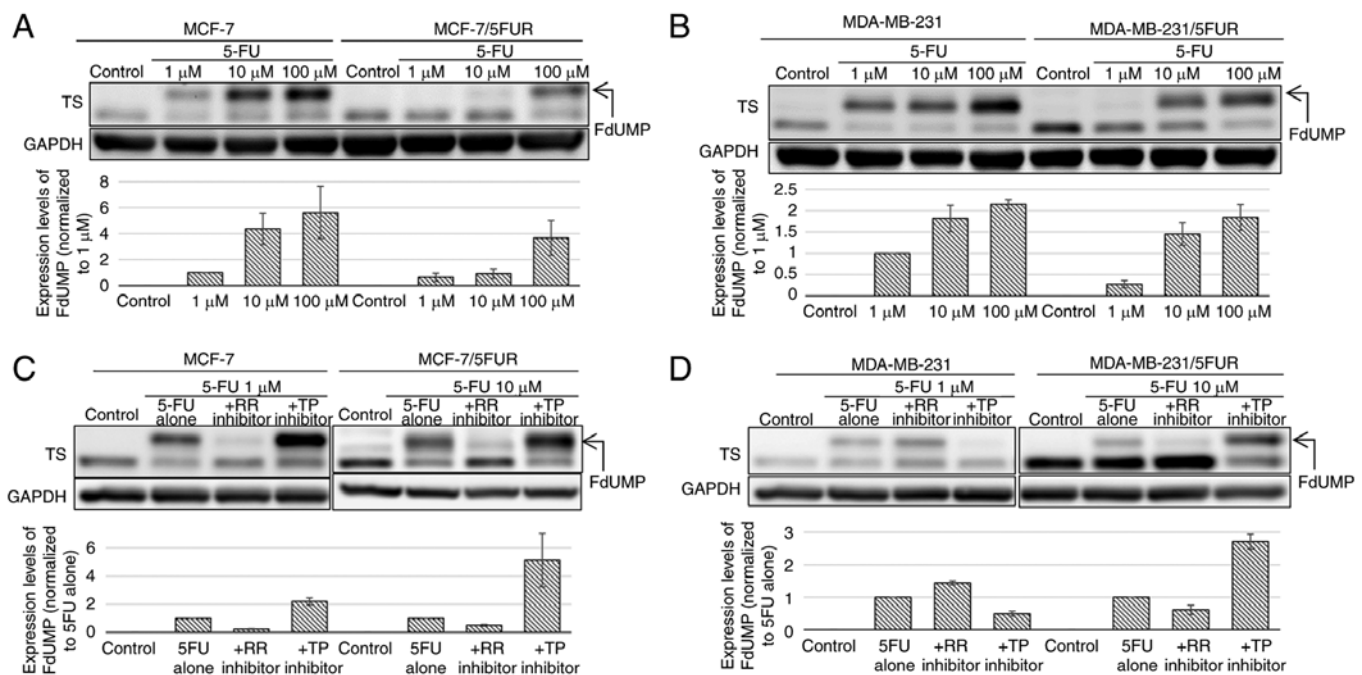 A
MCF-7 MCF-7/5FUR
5-FU 5-FU
Control 1 μM 10 μM 100 μM Control 1 μM 10 μM 100 μM
TS
FdUMP
GAPDH
Expression levels of
FdUMP (normalized
to 1 μM)
8
6
4
2
0
Control 1 μM 10 μM 100 μM Control 1 μM 10 μM 100 μM
B
MDA-MB-231 MDA-MB-231/5FUR
5-FU 5-FU
Control 1 μM 10 μM 100 μM Control 1 μM 10 μM 100 μM
TS
FdUMP
GAPDH
Expression levels of
FdUMP (normalized
to 1 μM)
2.5
2
1.5
1
0.5
0
Control 1 μM 10 μM 100 μM Control 1 μM 10 μM 100 μM
C
MCF-7 MCF-7/5FUR
5-FU 1 μM 5-FU 10 μM
Control 5-FU +RR +TP Control 5-FU +RR +TP
alone inhibitor inhibitor alone inhibitor inhibitor
TS
FdUMP
GAPDH
Expression levels of
FdUMP (normalized
to 5FU alone)
6
4
2
0
Control 5FU +RR +TP Control 5FU +RR +TP
alone inhibitor inhibitor alone inhibitor inhibitor
D
MDA-MB-231 MDA-MB-231/5FUR
5-FU 1 μM 5-FU 10 μM
Control 5-FU +RR +TP Control 5-FU +RR +TP
alone inhibitor inhibitor alone inhibitor inhibitor
TS
FdUMP
GAPDH
Expression levels of
FdUMP (normalized
to 5FU alone)
3
2
1
0
Control 5FU +RR +TP Control 5FU +RR +TP
alone inhibitor inhibitor alone inhibitor inhibitor